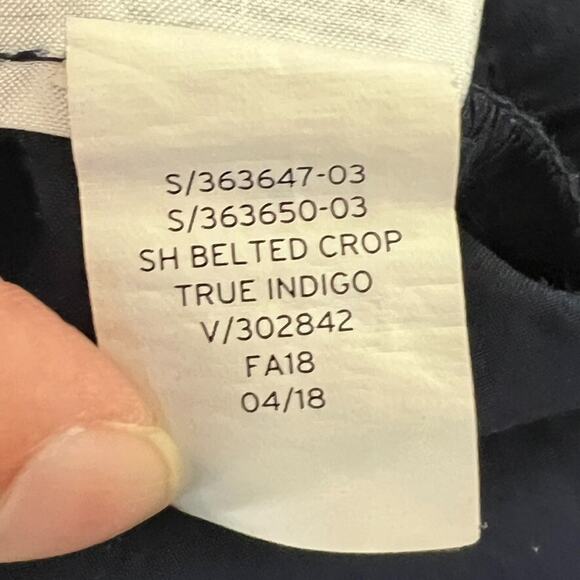 S/363647-03
S/363650-03
SH BELTED CROP
TRUE INDIGO
V/302842
FA18
04/18